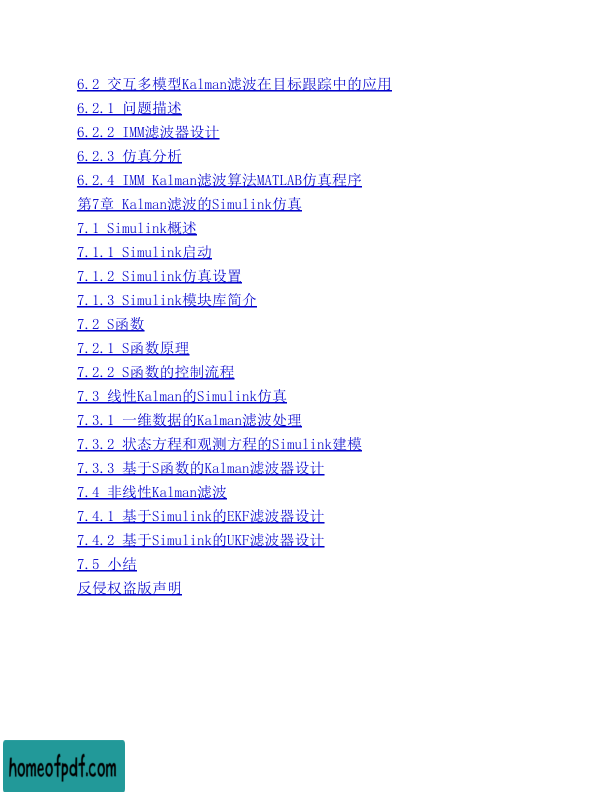 6.2 交互多模型Kalman滤波在目标跟踪中的应用
6.2.1 问题描述
6.2.2 IMM滤波器设计
6.2.3 仿真分析
6.2.4 IMM Kalman滤波算法MATLAB仿真程序
第7章 Kalman滤波的Simulink仿真
7.1 Simulink概述
7.1.1 Simulink启动
7.1.2 Simulink仿真设置
7.1.3 Simulink模块库简介
7.2 S函数
7.2.1 S函数原理
7.2.2 S函数的控制流程
7.3 线性Kalman的Simulink仿真
7.3.1 一维数据的Kalman滤波处理
7.3.2 状态方程和观测方程的Simulink建模
7.3.3 基于S函数的Kalman滤波器设计
7.4 非线性Kalman滤波
7.4.1 基于Simulink的EKF滤波器设计
7.4.2 基于Simulink的UKF滤波器设计
7.5 小结
反侵权盗版声明
homeofpdf.com